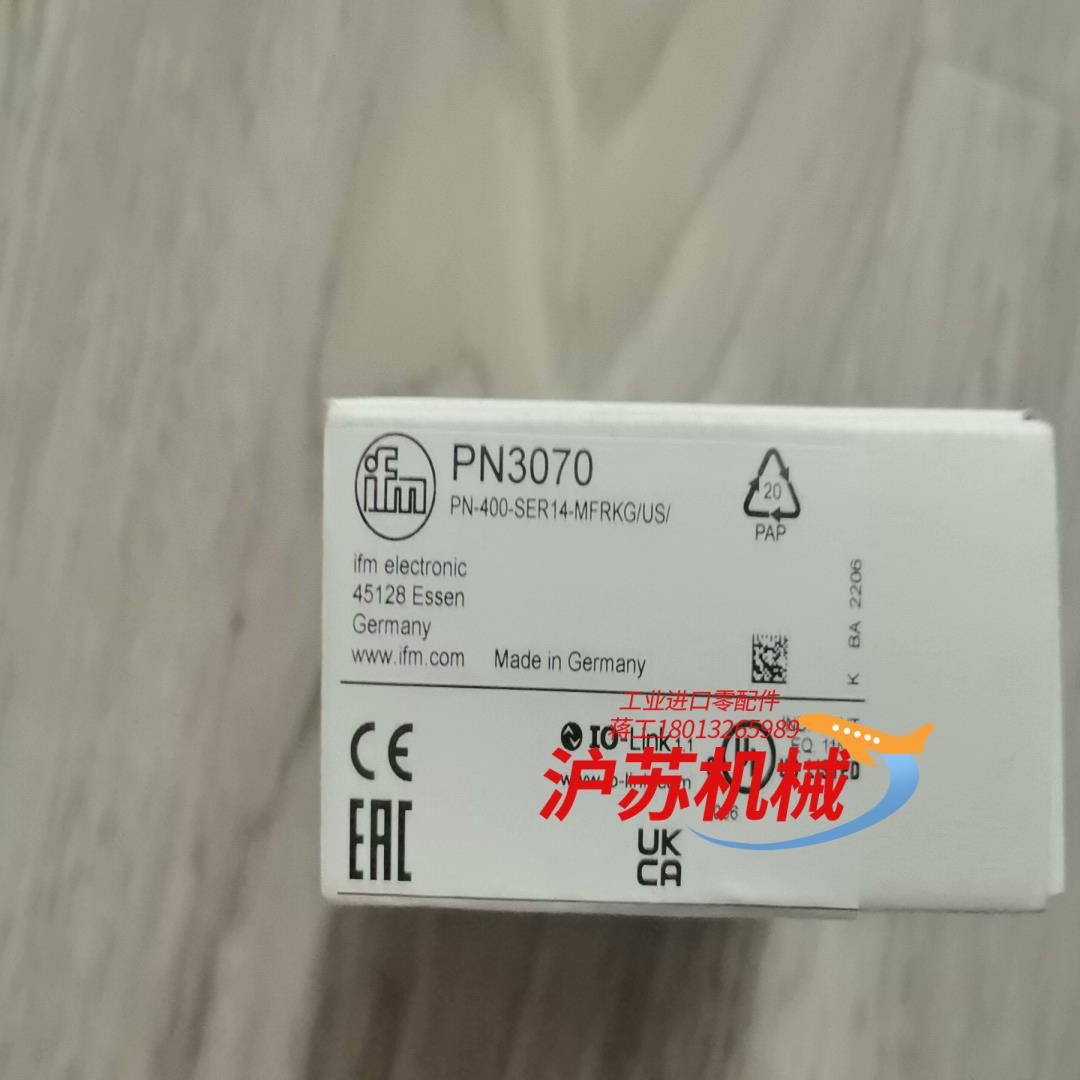 ifm
PN3070
PN-400-SER14-MFRKG/US/
20
PAP
ifm electronic
45128 Essen
Germany
www.ifm.com
Made in Germany
K BA 2206
CE
EAC
IO-Link 1.1
UK
CA
工业进口零配件
蒋工18013265989
沪苏机械